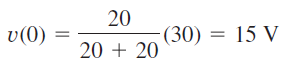 v(0) = 20/(20 + 20) (30) = 15 V